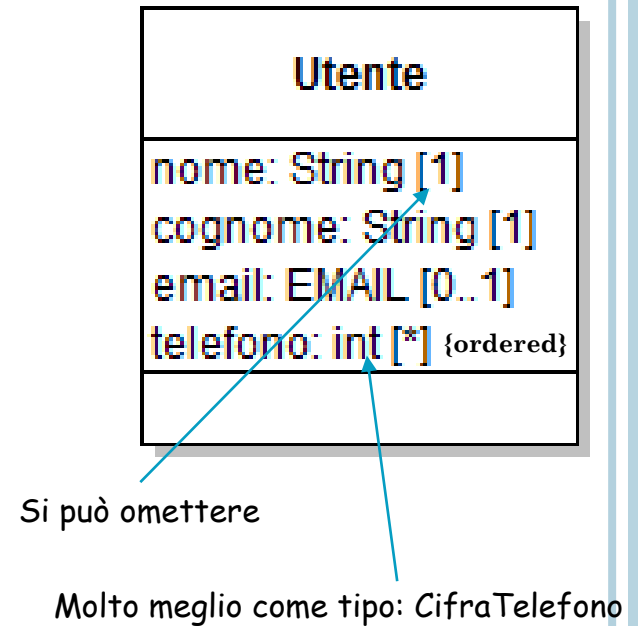 Utente
nome: String [1]
cognome: String [1]
email: EMAIL [0..1]
telefono: int [*] {ordered}
Si può omettere
Molto meglio come tipo: CifraTelefono